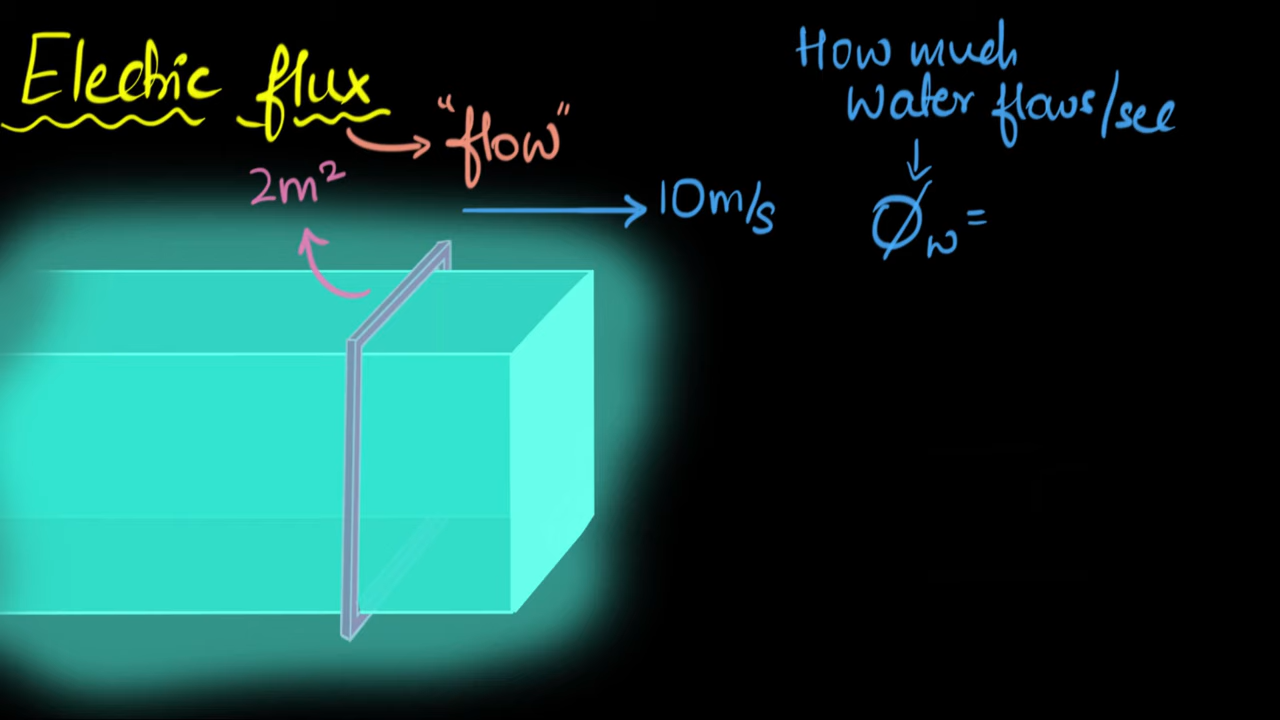 Electric flux
"flow"
2m²
10m/s
How much
water flows/sec
↓
Øw =